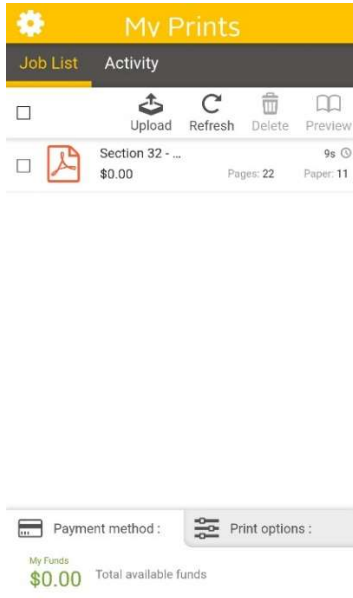 My Prints
Job List Activity
Upload Refresh Delete Preview
Section 32 - ... 9s
$0.00 Pages: 22 Paper: 11
Payment method : Print options :
My Funds
$0.00 Total available funds